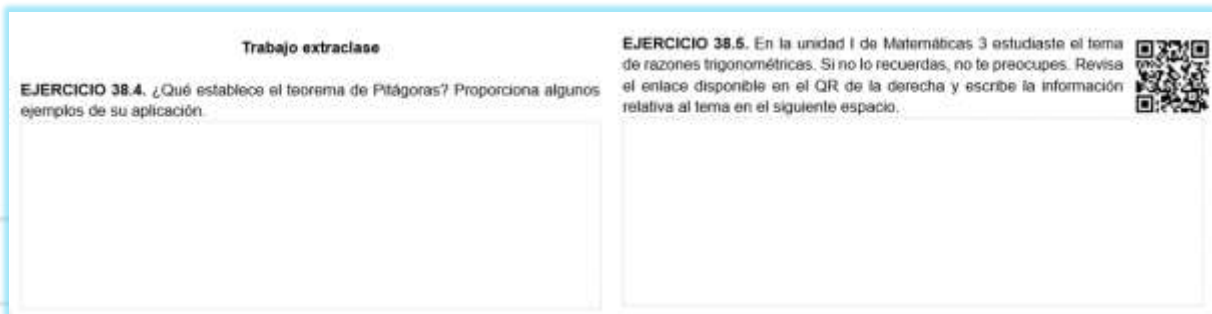 Trabajo extraclase
EJERCICIO 38.4. ¿Qué establece el teorema de Pitágoras? Proporciona algunos
ejemplos de su aplicación.
EJERCICIO 38.5. En la unidad I de Matemáticas 3 estudiaste el tema
de razones trigonométricas. Si no lo recuerdas, no te preocupes. Revisa
el enlace disponible en el QR de la derecha y escribe la información
relativa al tema en el siguiente espacio.